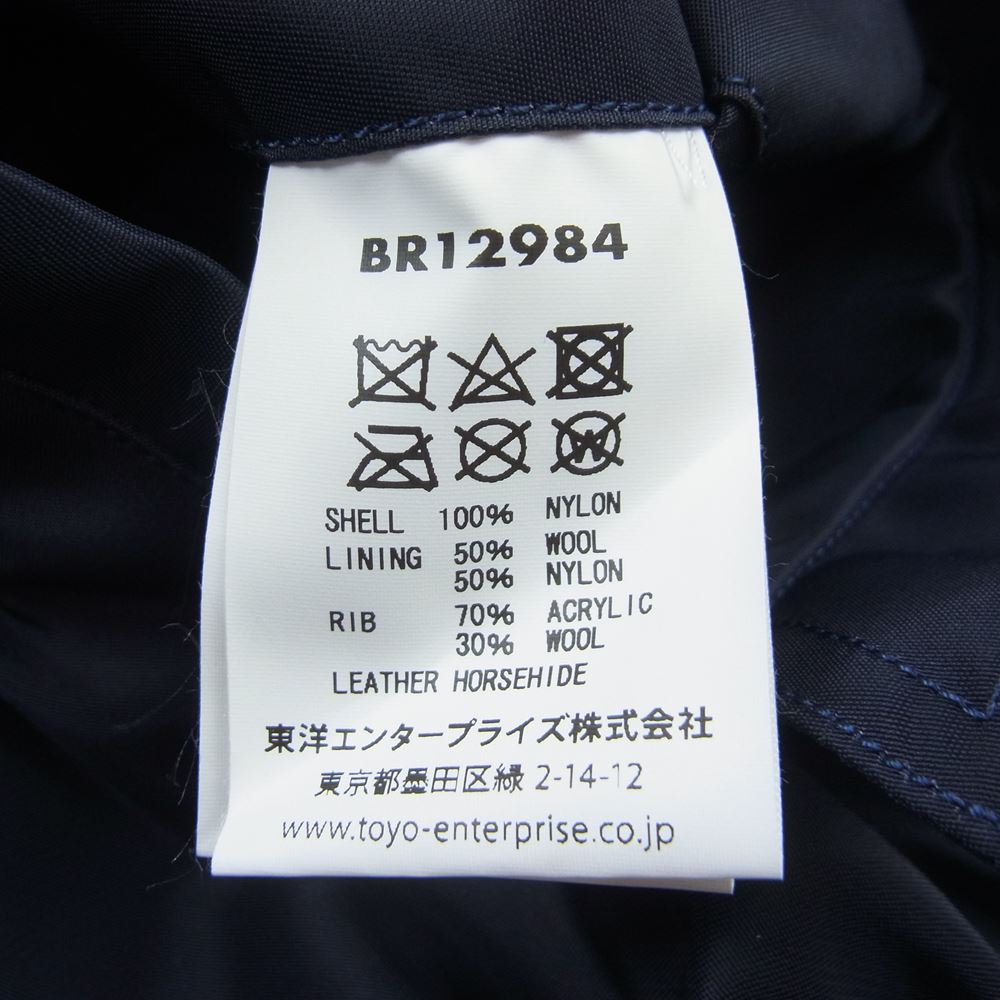 BR12984
W
SHELL 100% NYLON
LINING 50% WOOL
50% NYLON
RIB 70% ACRYLIC
30% WOOL
LEATHER HORSEHIDE
東洋エンタープライズ株式会社
東京都墨田区緑 2-14-12
www.toyo-enterprise.co.jp